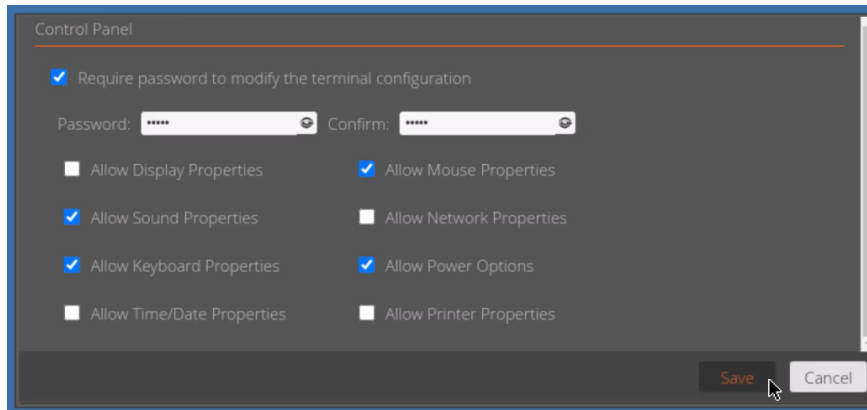 Control Panel
Require password to modify the terminal configuration
Password: ••••• Confirm: •••••
Allow Display Properties Allow Mouse Properties
Allow Sound Properties Allow Network Properties
Allow Keyboard Properties Allow Power Options
Allow Time/Date Properties Allow Printer Properties
Save Cancel